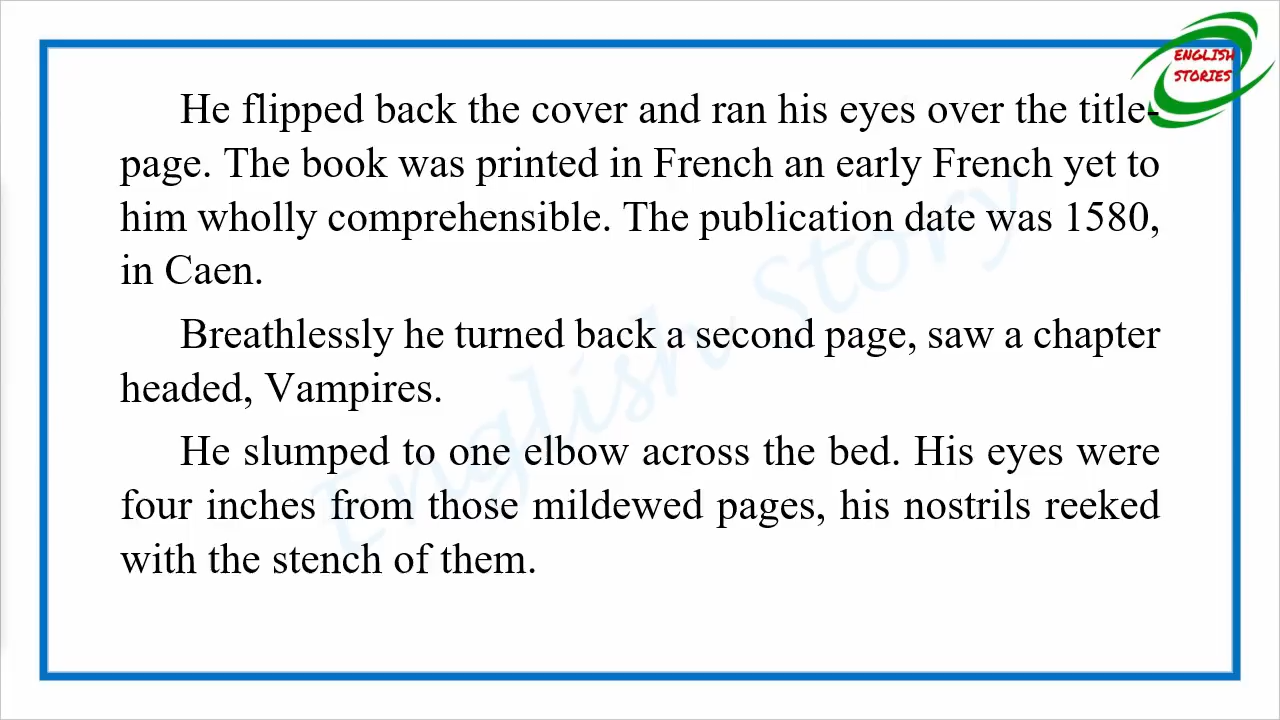 ENGLISH
STORIES
He flipped back the cover and ran his eyes over the title-
page. The book was printed in French an early French yet to
him wholly comprehensible. The publication date was 1580,
in Caen.
Breathlessly he turned back a second page, saw a chapter
headed, Vampires.
He slumped to one elbow across the bed. His eyes were
four inches from those mildewed pages, his nostrils reeked
with the stench of them.
English Story